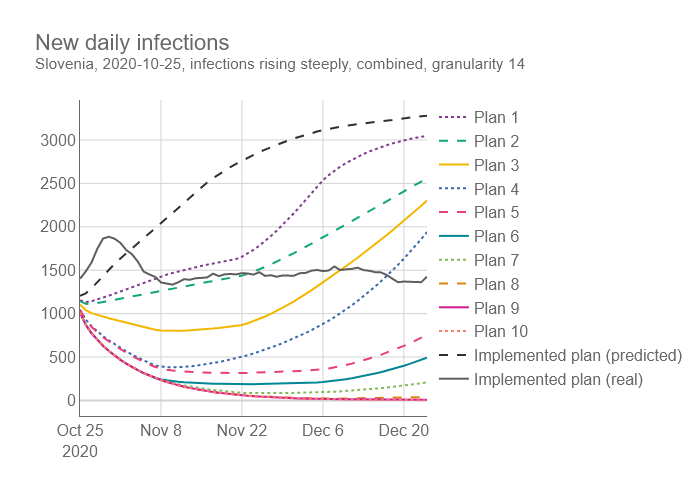 New daily infections
Slovenia, 2020-10-25, infections rising steeply, combined, granularity 14
3000
2500
2000
1500
1000
500
0
Oct 25
2020
Nov 8
Nov 22
Dec 6
Dec 20
Plan 1
Plan 2
Plan 3
Plan 4
Plan 5
Plan 6
Plan 7
Plan 8
Plan 9
Plan 10
Implemented plan (predicted)
Implemented plan (real)